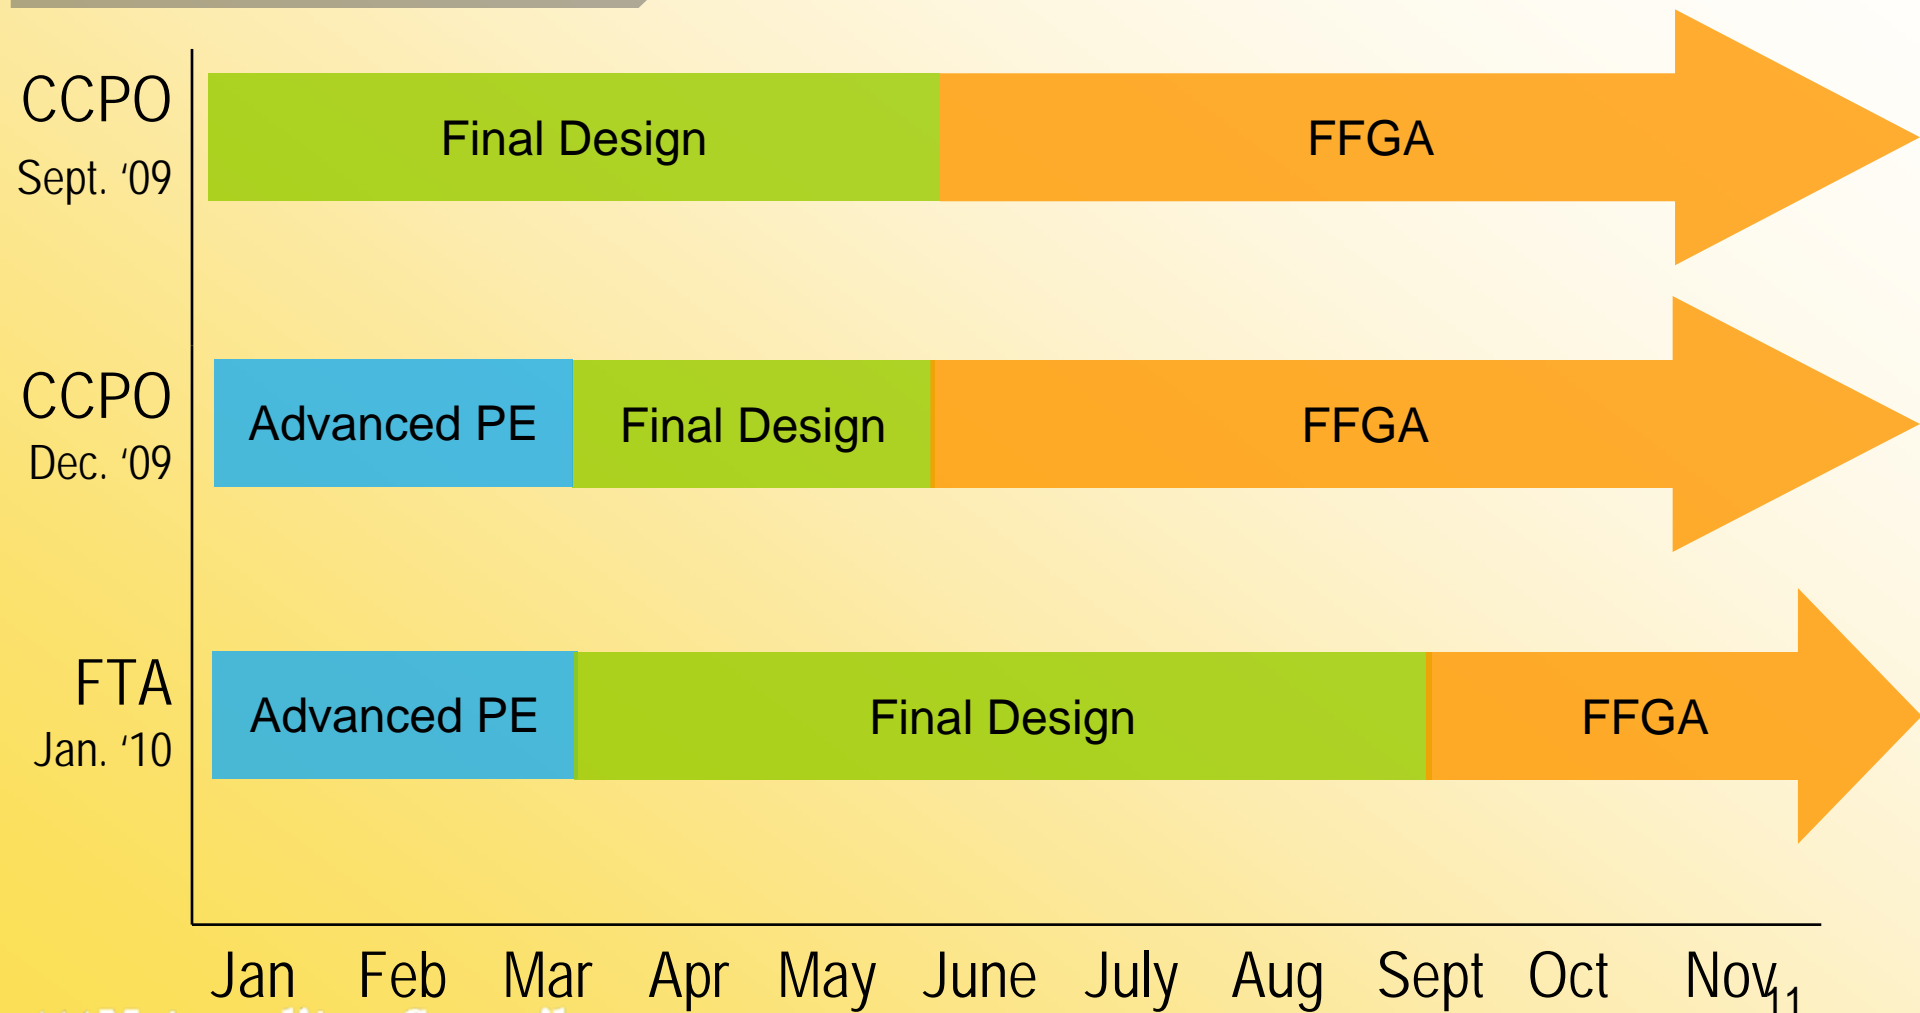 CCPO
Sept. ‘09
Final Design
FFGA
CCPO
Dec. ‘09
Advanced PE
Final Design
FFGA
FTA
Jan. ‘10
Advanced PE
Final Design
FFGA
Jan Feb Mar Apr May June July Aug Sept Oct Nov
11